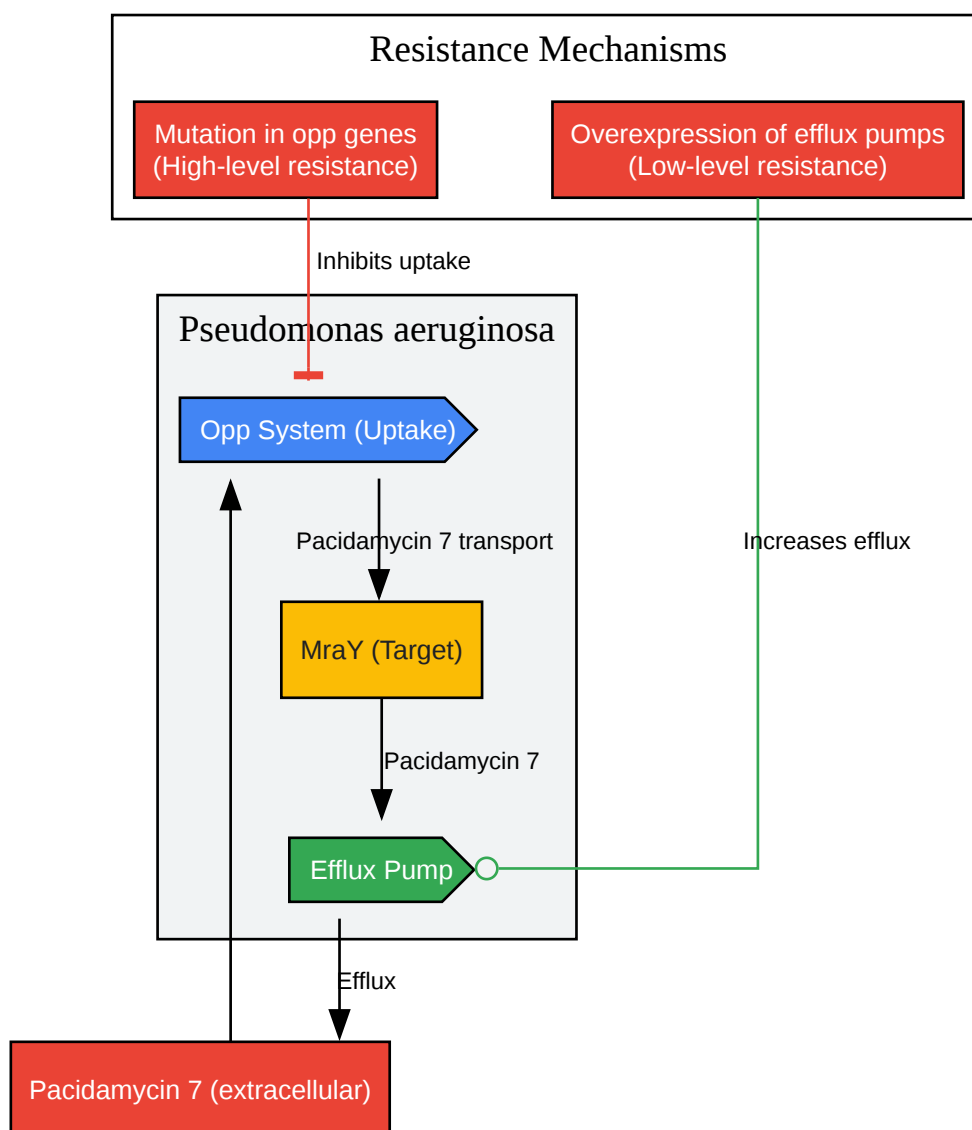 Resistance Mechanisms
Mutation in opp genes
(High-level resistance)
Overexpression of efflux pumps
(Low-level resistance)
Inhibits uptake
Pseudomonas aeruginosa
Opp System (Uptake)
Pacidamycin 7 transport
Increases efflux
MraY (Target)
Pacidamycin 7
Efflux Pump
Efflux
Pacidamycin 7 (extracellular)